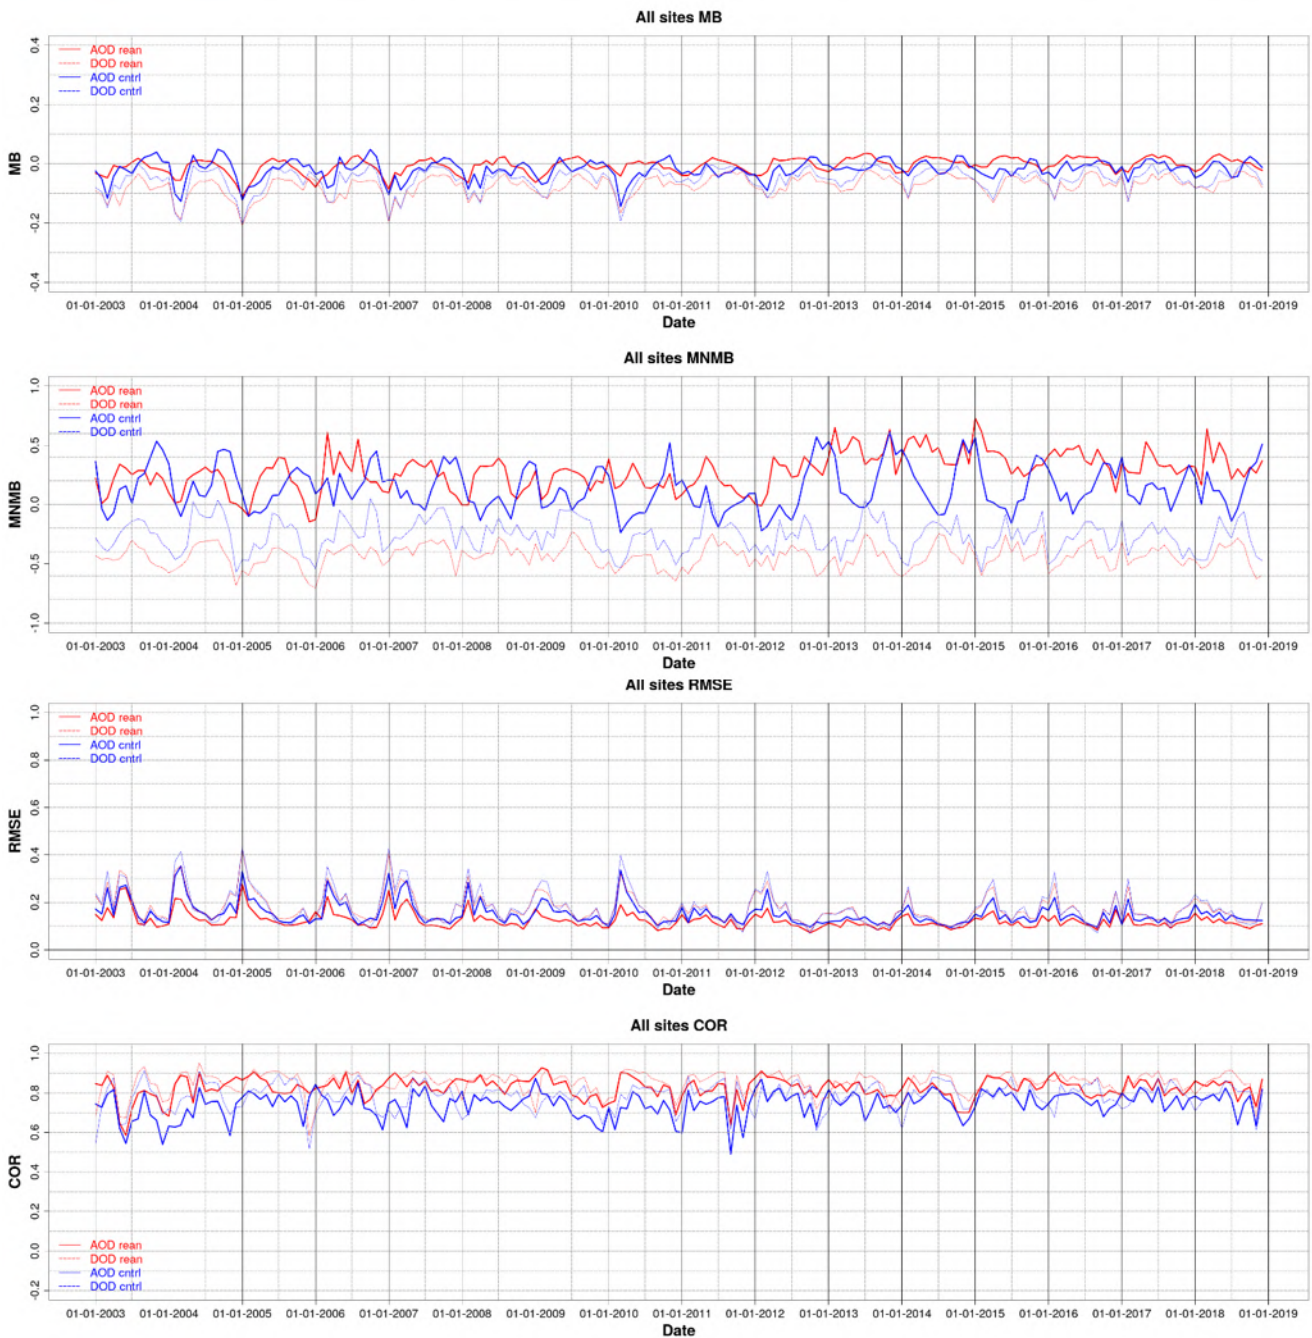 All sites MB
0.4
0.2
0.0
-0.2
-0.4
MB
AOD rean
DOD rean
AOD cntrl
DOD cntrl
01-01-2003 01-01-2004 01-01-2005 01-01-2006 01-01-2007 01-01-2008 01-01-2009 01-01-2010 01-01-2011 01-01-2012 01-01-2013 01-01-2014 01-01-2015 01-01-2016 01-01-2017 01-01-2018 01-01-2019
Date
All sites MNMB
1.0
0.5
0.0
-0.5
-1.0
MNMB
AOD rean
DOD rean
AOD cntrl
DOD cntrl
01-01-2003 01-01-2004 01-01-2005 01-01-2006 01-01-2007 01-01-2008 01-01-2009 01-01-2010 01-01-2011 01-01-2012 01-01-2013 01-01-2014 01-01-2015 01-01-2016 01-01-2017 01-01-2018 01-01-2019
Date
All sites RMSE
1.0
0.8
0.6
0.4
0.2
0.0
RMSE
AOD rean
DOD rean
AOD cntrl
DOD cntrl
01-01-2003 01-01-2004 01-01-2005 01-01-2006 01-01-2007 01-01-2008 01-01-2009 01-01-2010 01-01-2011 01-01-2012 01-01-2013 01-01-2014 01-01-2015 01-01-2016 01-01-2017 01-01-2018 01-01-2019
Date
All sites COR
1.0
0.8
0.6
0.4
0.2
0.0
-0.2
COR
AOD rean
DOD rean
AOD cntrl
DOD cntrl
01-01-2003 01-01-2004 01-01-2005 01-01-2006 01-01-2007 01-01-2008 01-01-2009 01-01-2010 01-01-2011 01-01-2012 01-01-2013 01-01-2014 01-01-2015 01-01-2016 01-01-2017 01-01-2018 01-01-2019
Date